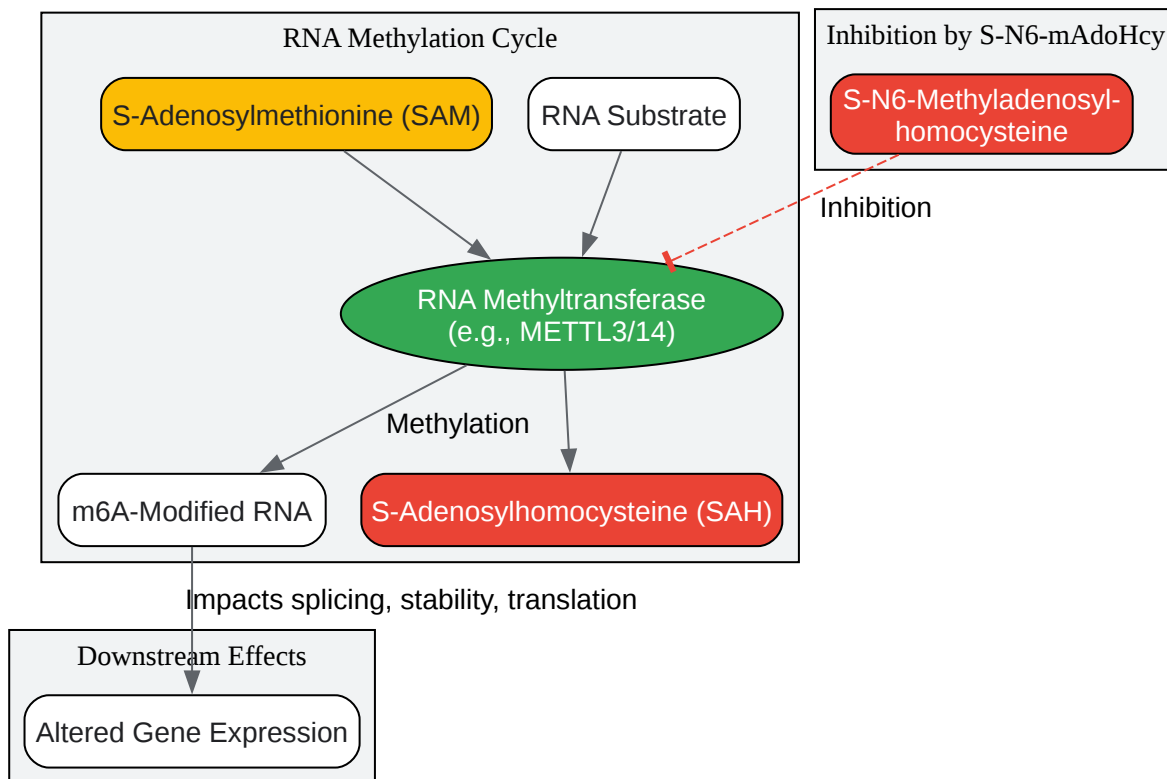 RNA Methylation Cycle
Inhibition by S-N6-mAdoHcy
S-Adenosylmethionine (SAM)
RNA Substrate
S-N6-Methyladenosyl-
homocysteine
Inhibition
RNA Methyltransferase
(e.g., METTL3/14)
Methylation
m6A-Modified RNA
S-Adenosylhomocysteine (SAH)
Impacts splicing, stability, translation
Downstream Effects
Altered Gene Expression